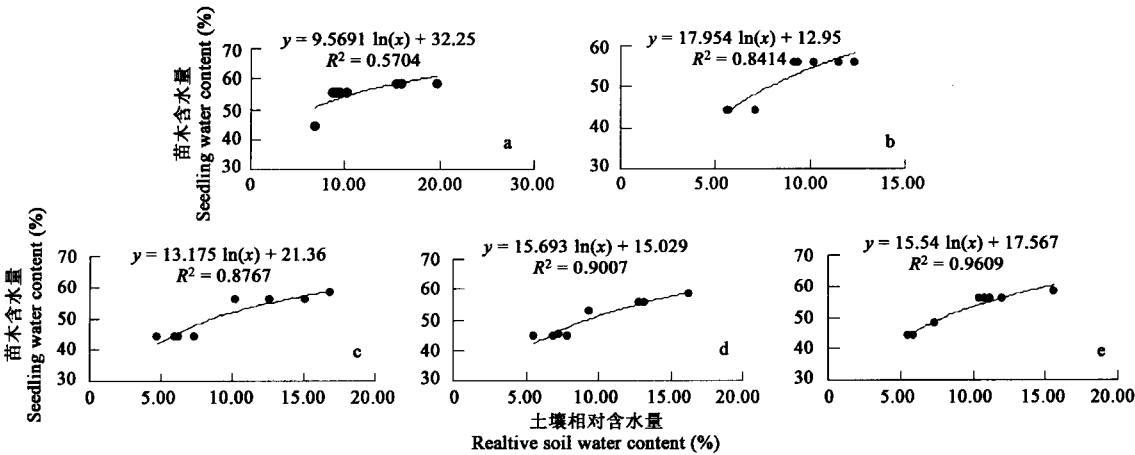 苗木含水量
Seedling water content (%)
y = 9.5691 ln(x) + 32.25
R² = 0.5704
70
60
50
40
30
0
10.00
20.00
30.00
a
y = 17.954 ln(x) + 12.95
R² = 0.8414
60
50
40
30
0
5.00
10.00
15.00
b
苗木含水量
Seedling water content (%)
y = 13.175 ln(x) + 21.36
R² = 0.8767
70
60
50
40
30
0
5.00
10.00
15.00
20.00
c
y = 15.693 ln(x) + 15.029
R² = 0.9007
70
60
50
40
30
0
5.00
10.00
15.00
20.00
d
y = 15.54 ln(x) + 17.567
R² = 0.9609
70
60
50
40
30
0
5.00
10.00
15.00
20.00
e
土壤相对含水量
Realtive soil water content (%)